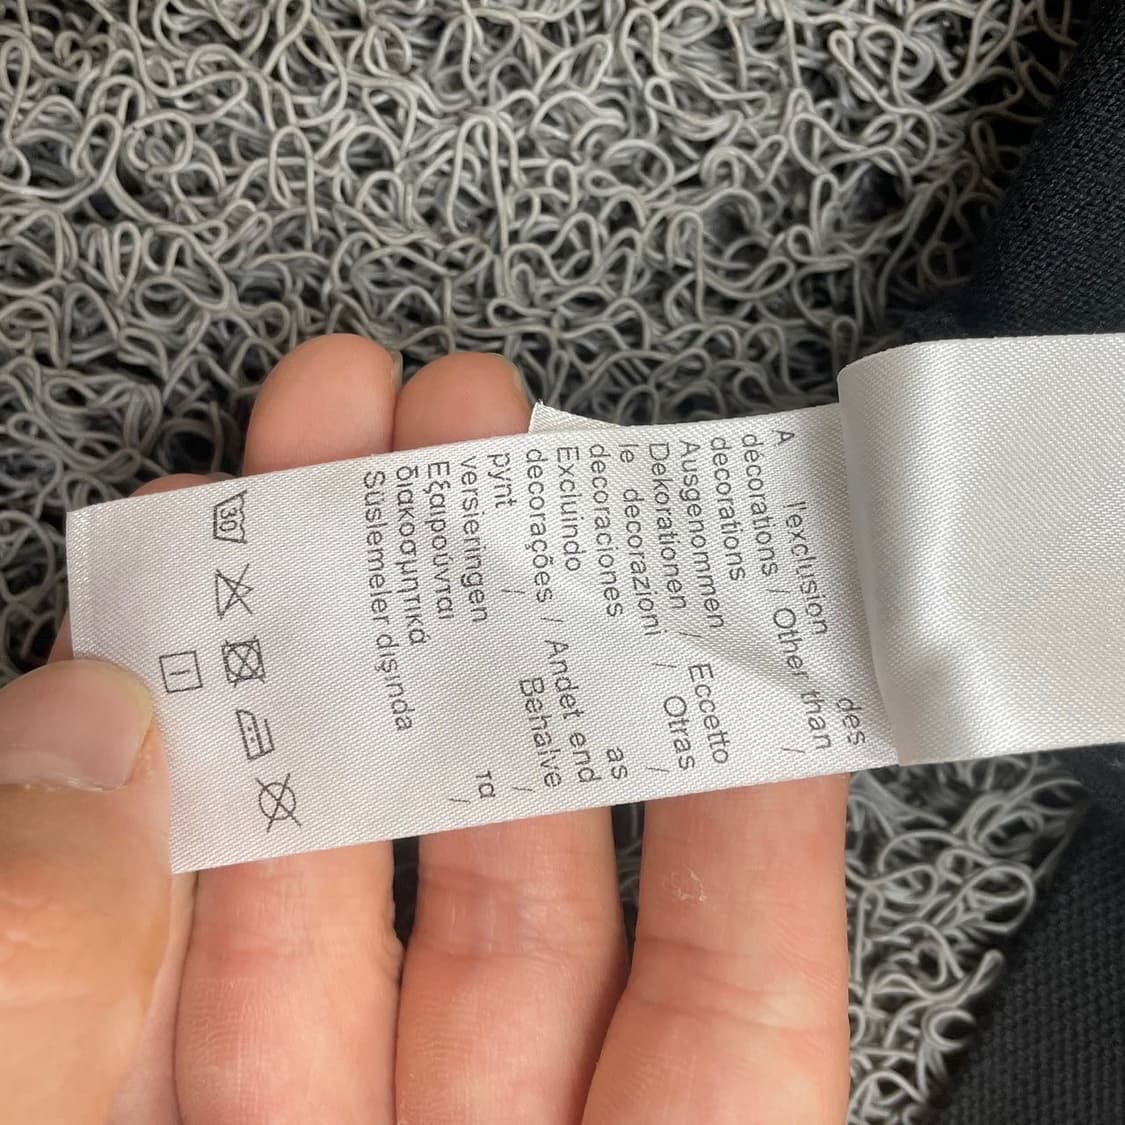 A l'exclusion des
décorations / Other than
decorations /
Ausgenommen
Dekorationen / Eccetto
le decorazioni / Otras
decoraciones /
Excluindo as
decorações / Andet end
pynt / Behalve
versieringen /
Εξαιρούνται τα
διακοσμητικά /
Süslemeler dışında
30